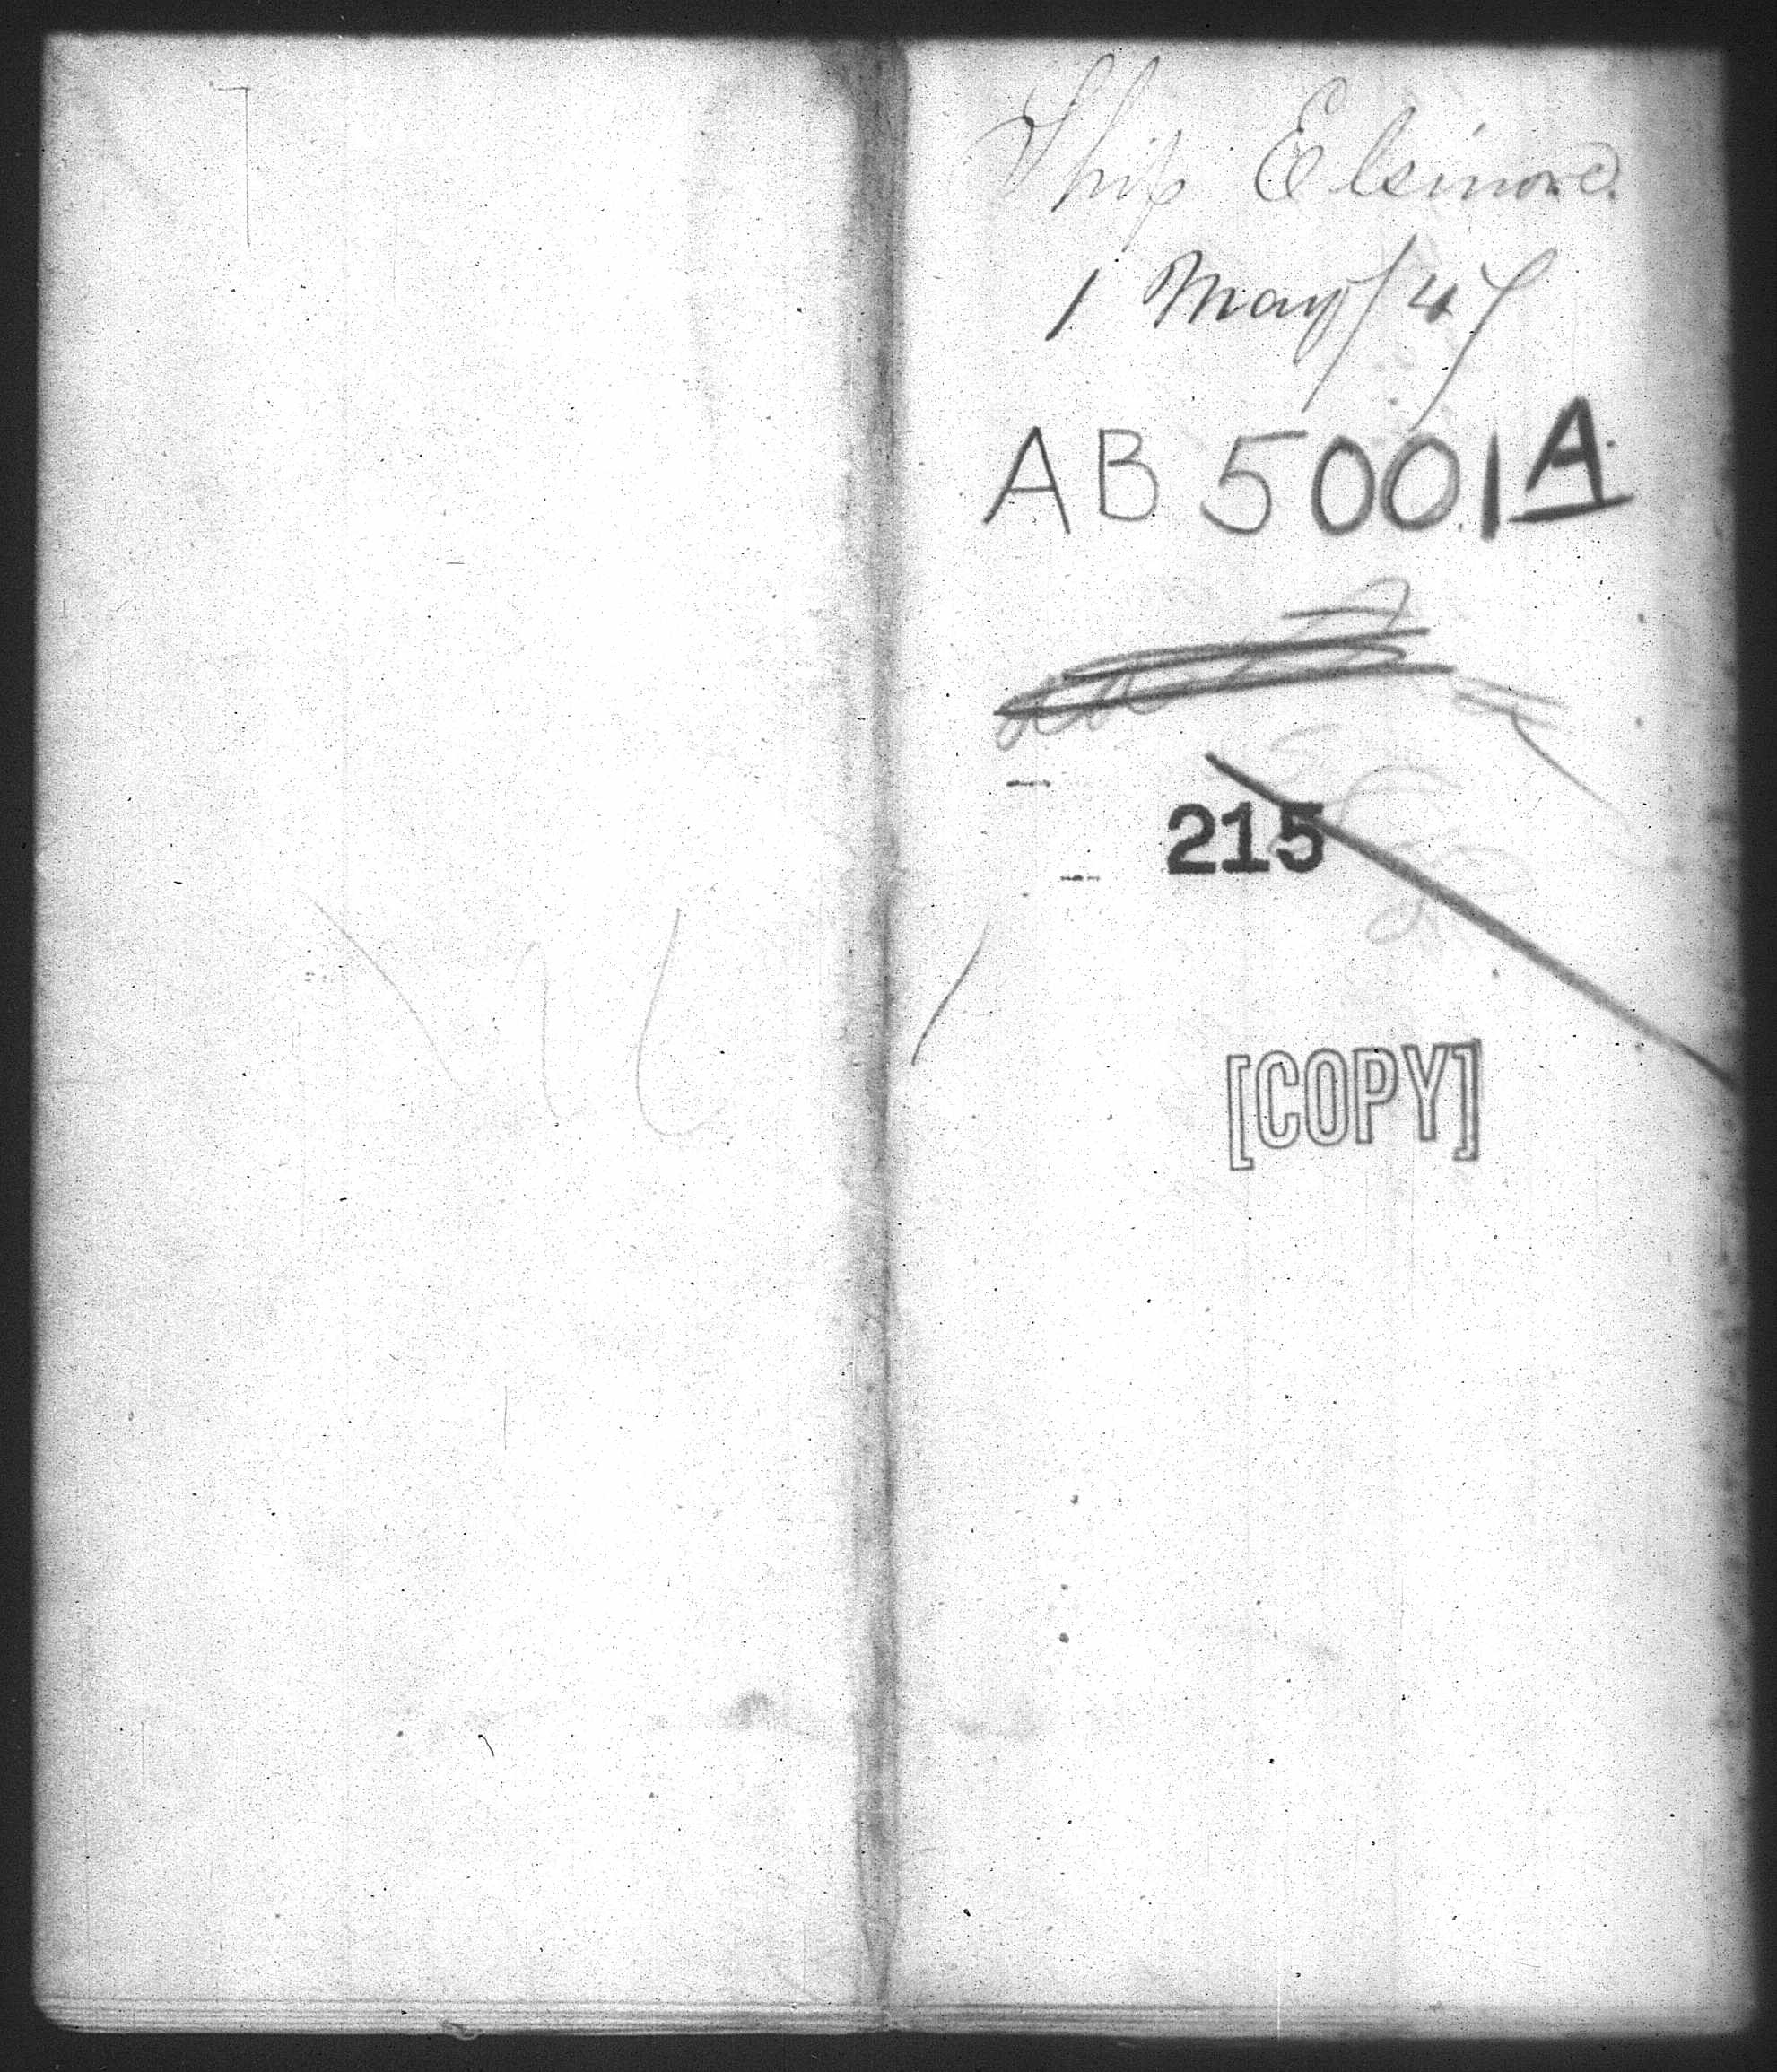 Ship Elsinore.
1 May/47
AB 5001A
215
[COPY]